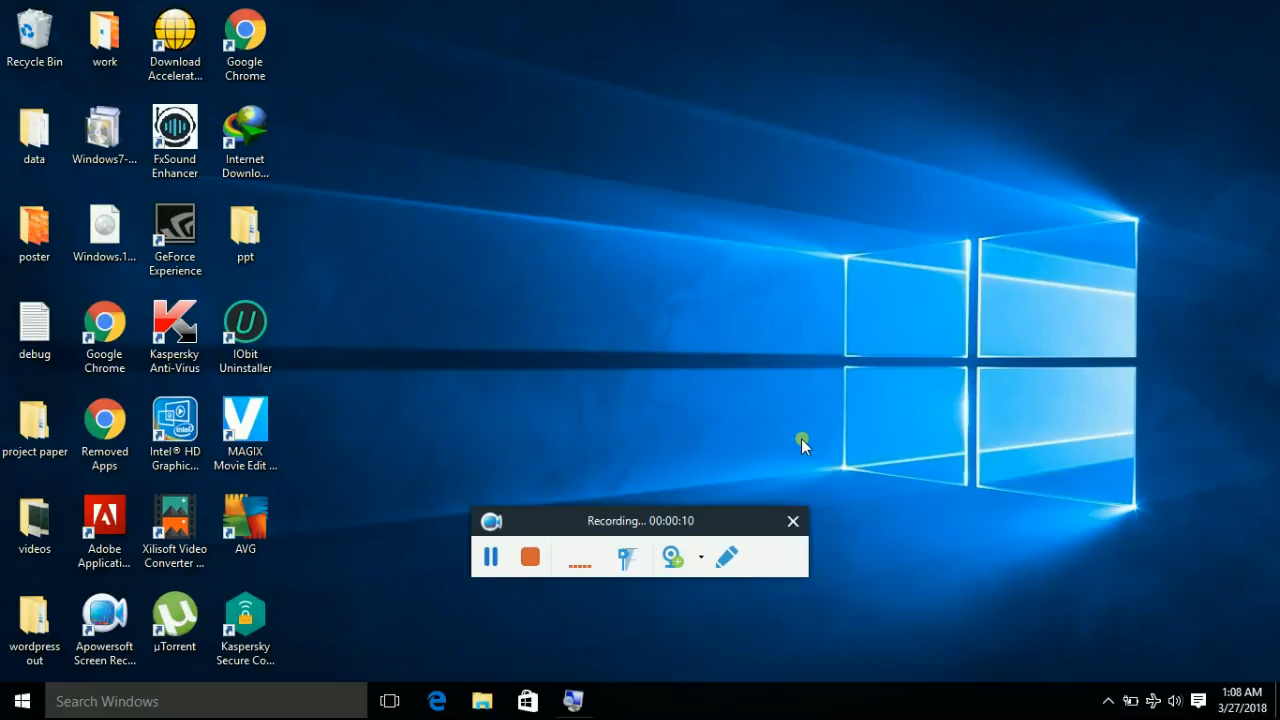 Recycle Bin
work
Download
Accelerat...
Google
Chrome
data
Windows7-...
FxSound
Enhancer
Internet
Downlo...
poster
Windows.1...
GeForce
Experience
ppt
debug
Google
Chrome
Kaspersky
Anti-Virus
IObit
Uninstaller
project paper
Removed
Apps
Intel® HD
Graphic...
MAGIX
Movie Edit ...
videos
Adobe
Applicati...
Xilisoft Video
Converter ...
AVG
wordpress
out
Apowersoft
Screen Rec...
µTorrent
Kaspersky
Secure Co...
Recording... 00:00:10
Search Windows
1:08 AM
3/27/2018